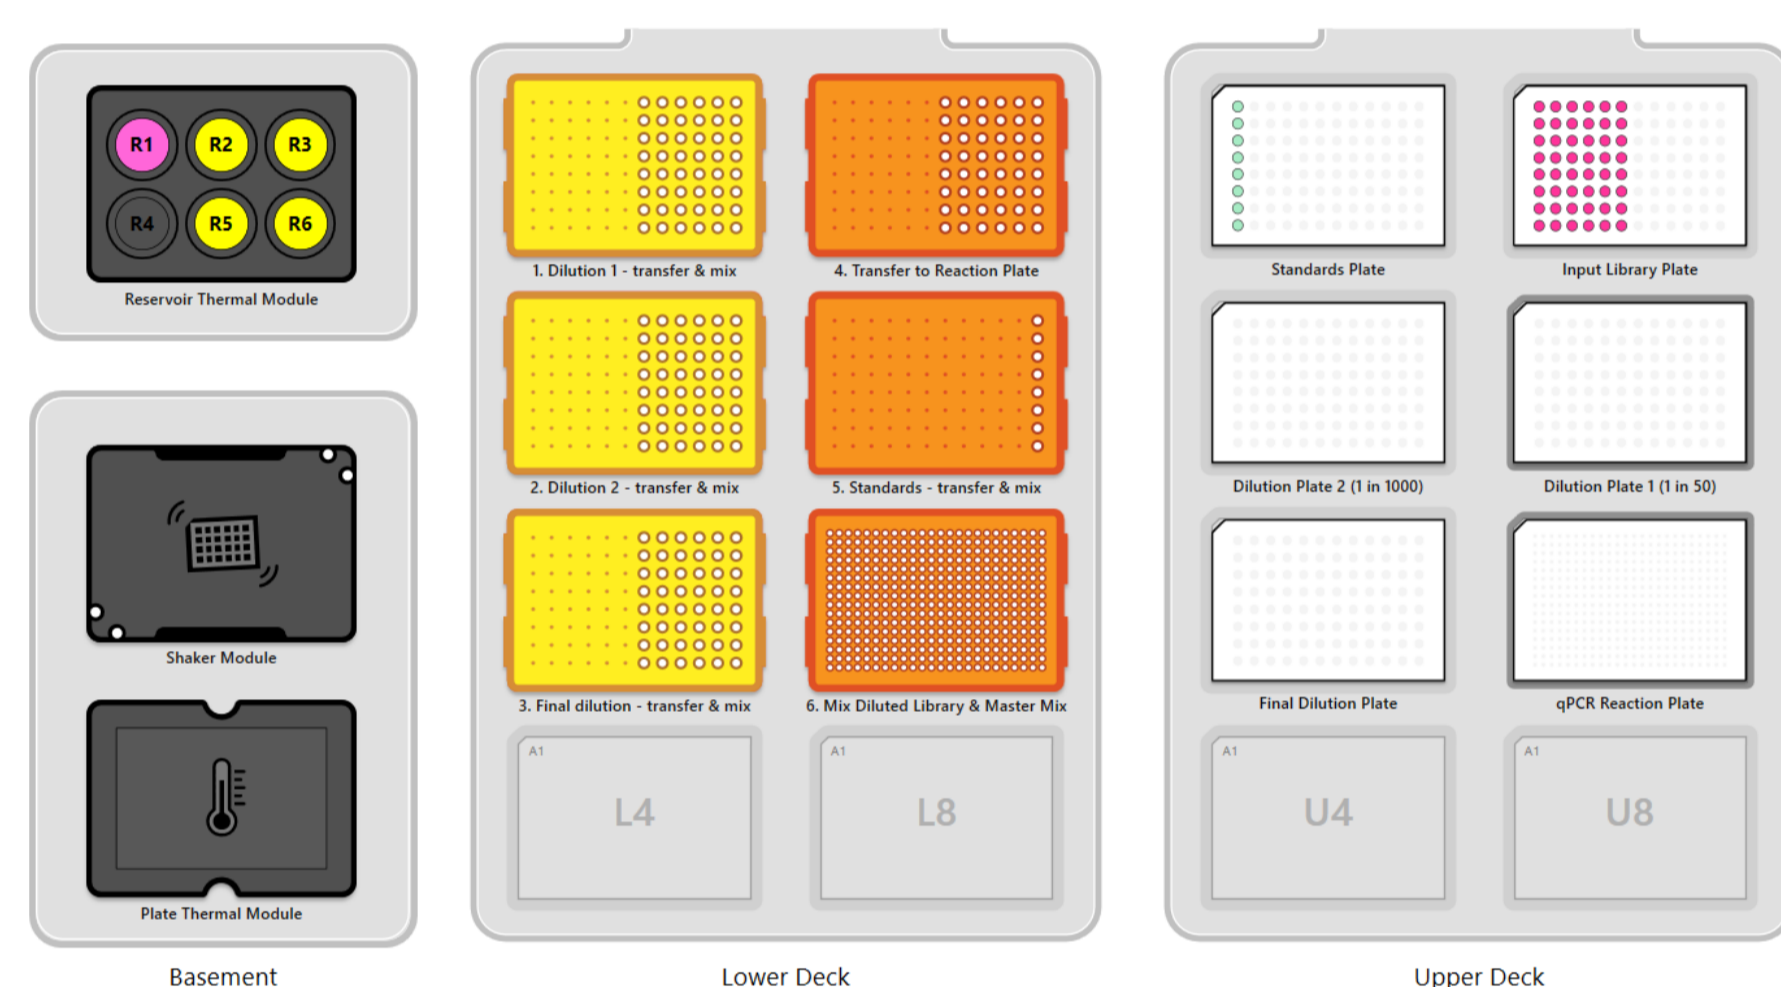 R1 R2 R3
R4 R5 R6
Reservoir Thermal Module
Shaker Module
Plate Thermal Module
Basement
1. Dilution 1 - transfer & mix
4. Transfer to Reaction Plate
2. Dilution 2 - transfer & mix
5. Standards - transfer & mix
3. Final dilution - transfer & mix
6. Mix Diluted Library & Master Mix
A1
L4
A1
L8
Lower Deck
Standards Plate
Input Library Plate
Dilution Plate 2 (1 in 1000)
Dilution Plate 1 (1 in 50)
Final Dilution Plate
qPCR Reaction Plate
A1
U4
A1
U8
Upper Deck